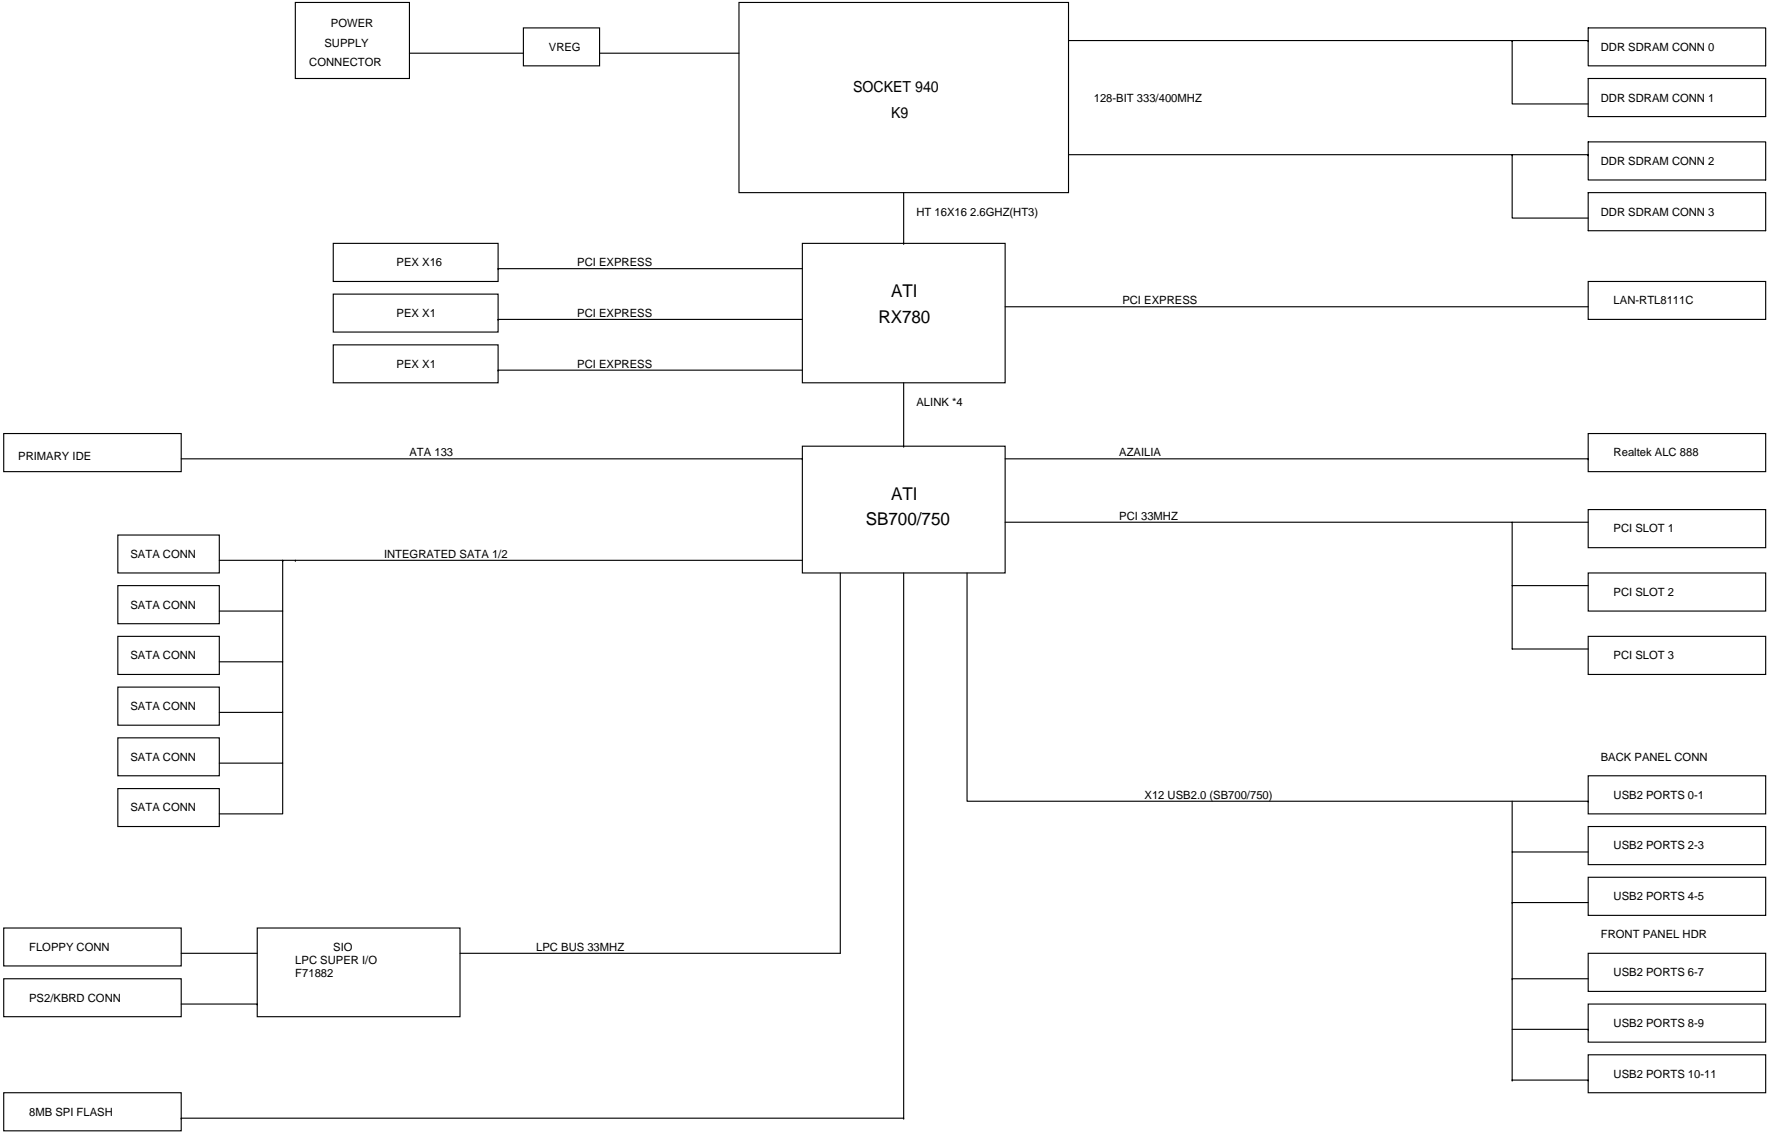 POWER
SUPPLY
CONNECTOR
VREG
SOCKET 940
K9
128-BIT 333/400MHZ
DDR SDRAM CONN 0
DDR SDRAM CONN 1
DDR SDRAM CONN 2
DDR SDRAM CONN 3
HT 16X16 2.6GHZ(HT3)
PEX X16
PCI EXPRESS
PEX X1
PCI EXPRESS
PEX X1
PCI EXPRESS
ATI
RX780
PCI EXPRESS
LAN-RTL8111C
ALINK *4
PRIMARY IDE
ATA 133
ATI
SB700/750
AZAILIA
Realtek ALC 888
PCI 33MHZ
PCI SLOT 1
PCI SLOT 2
PCI SLOT 3
SATA CONN
INTEGRATED SATA 1/2
SATA CONN
SATA CONN
SATA CONN
SATA CONN
SATA CONN
BACK PANEL CONN
X12 USB2.0 (SB700/750)
USB2 PORTS 0-1
USB2 PORTS 2-3
USB2 PORTS 4-5
FRONT PANEL HDR
USB2 PORTS 6-7
USB2 PORTS 8-9
USB2 PORTS 10-11
FLOPPY CONN
PS2/KBRD CONN
SIO
LPC SUPER I/O
F71882
LPC BUS 33MHZ
8MB SPI FLASH